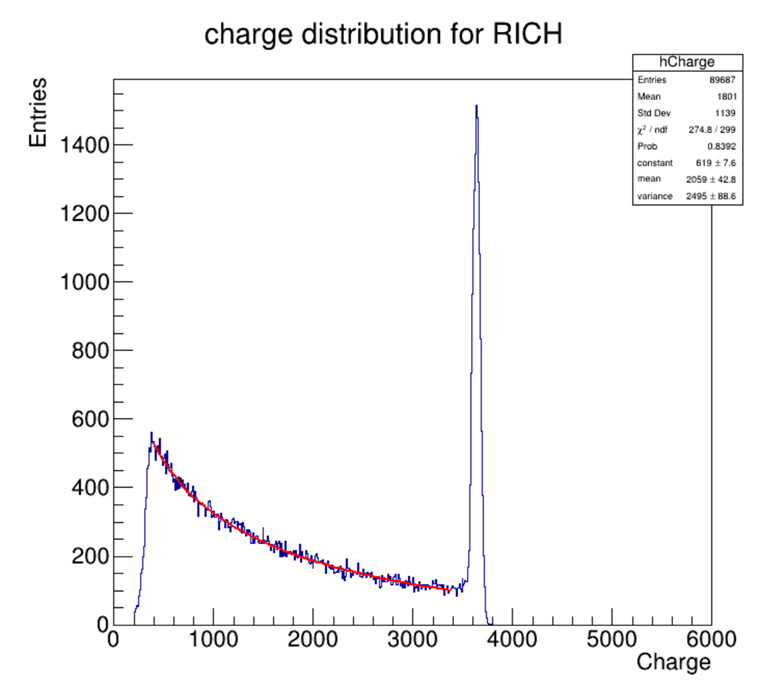 charge distribution for RICH
hCharge
Entries 89687
Mean 1801
Std Dev 1139
χ² / ndf 274.8 / 299
Prob 0.8392
constant 619 ± 7.6
mean 2059 ± 42.8
variance 2495 ± 88.6
Entries
1400
1200
1000
800
600
400
200
0
0 1000 2000 3000 4000 5000 6000
Charge